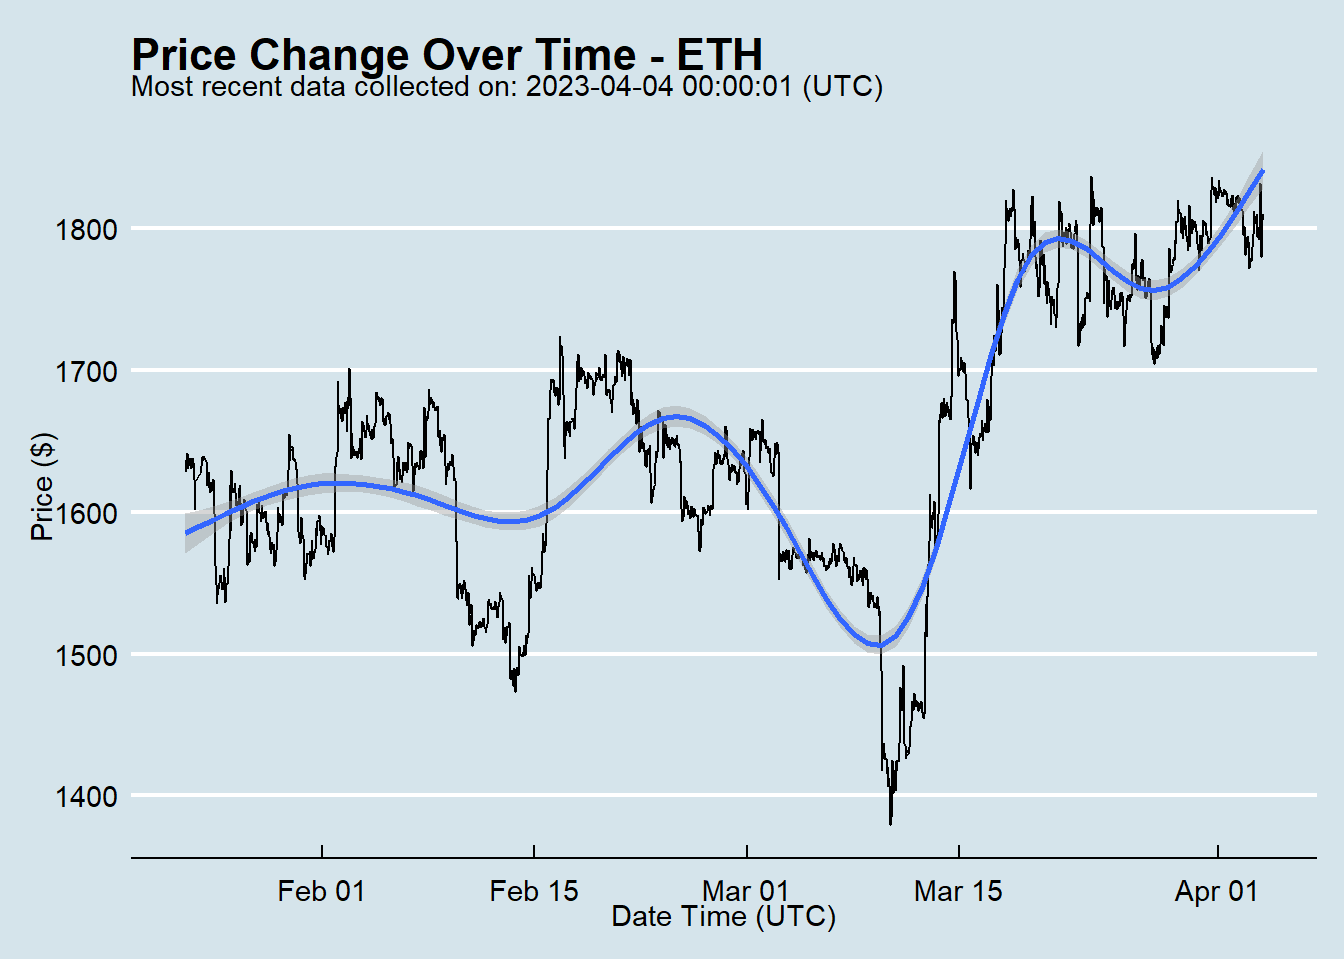 Price Change Over Time - ETH
Most recent data collected on: 2023-04-04 00:00:01 (UTC)
1800
1700
1600
1500
1400
Price ($)
Feb 01
Feb 15
Mar 01
Mar 15
Apr 01
Date Time (UTC)